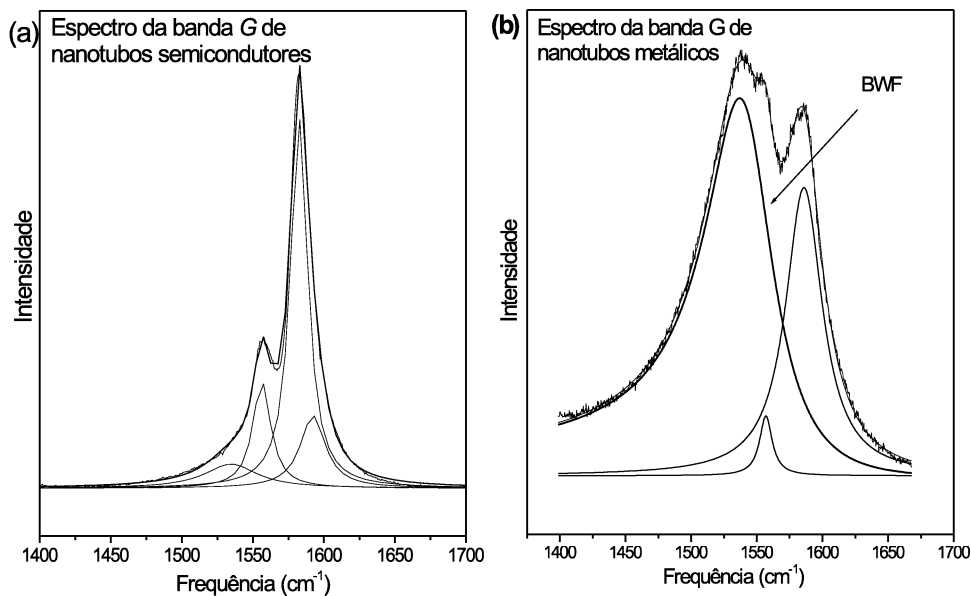 (a)
Espectro da banda G de
nanotubos semicondutores
Intensidade
1400 1450 1500 1550 1600 1650 1700
Frequência (cm⁻¹)
(b)
Espectro da banda G de
nanotubos metálicos
BWF
Intensidade
1400 1450 1500 1550 1600 1650 1700
Frequência (cm⁻¹)